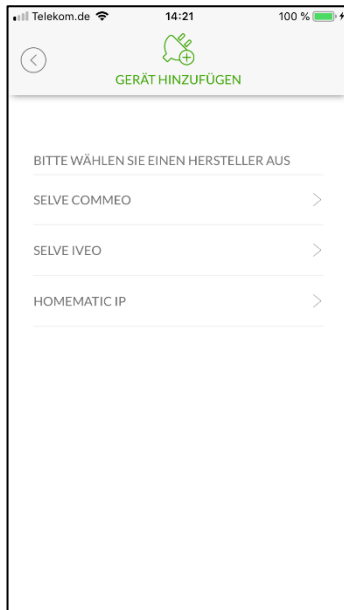 Telekom.de 14:21 100 %
GERÄT HINZUFÜGEN
BITTE WÄHLEN SIE EINEN HERSTELLER AUS
SELVE COMMEO
SELVE IVEO
HOMEMATIC IP